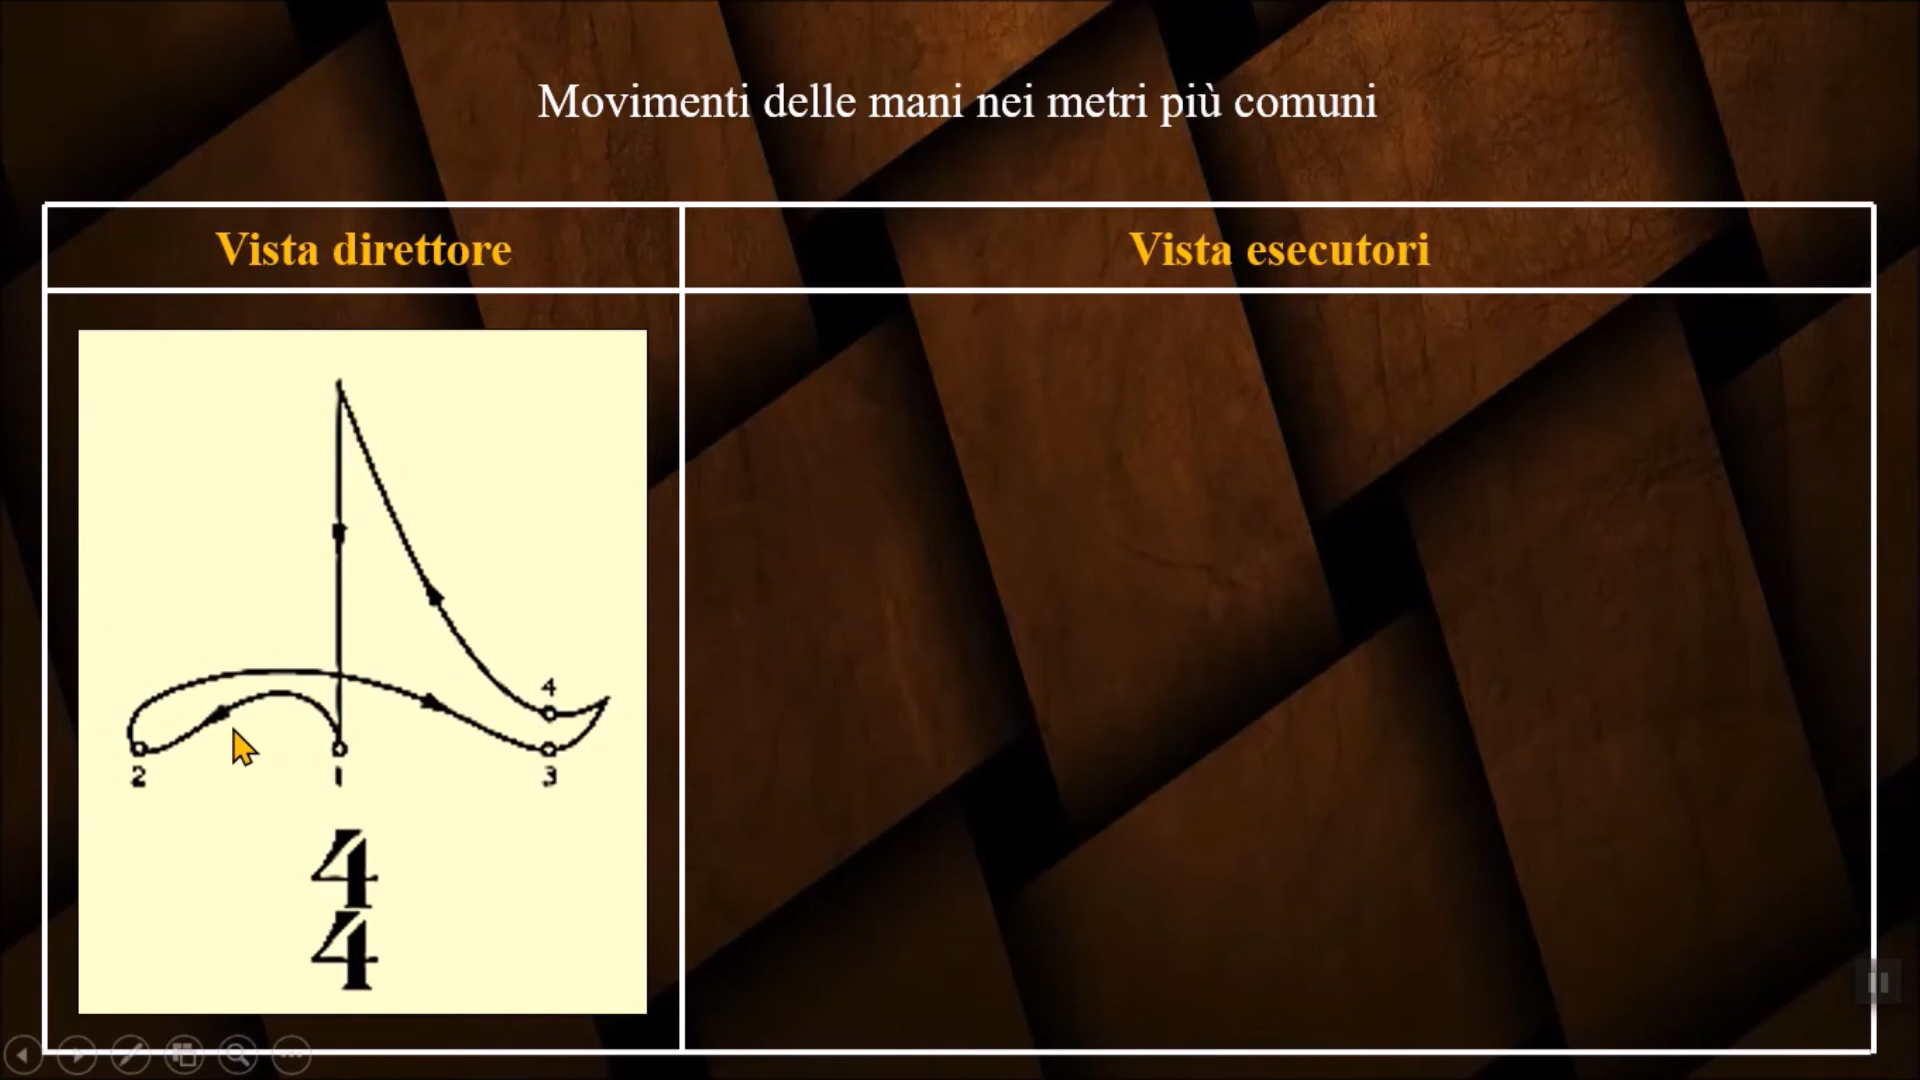 Movimenti delle mani nei metri più comuni
Vista direttore
Vista esecutori
4
2 1 3
4
4